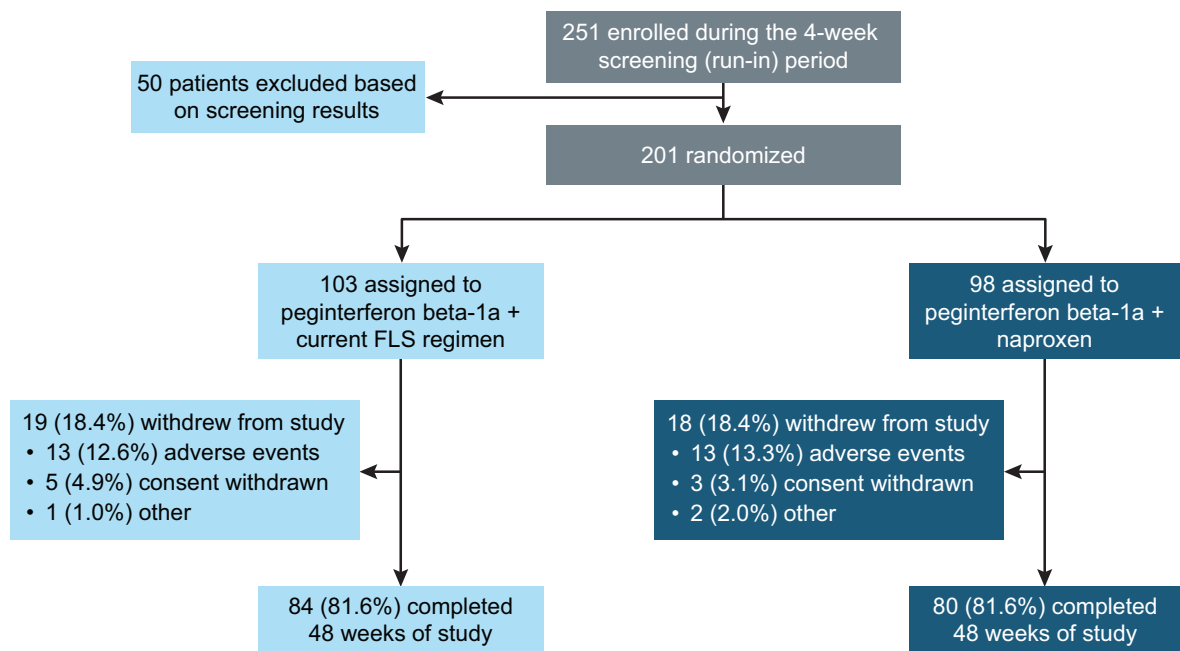 251 enrolled during the 4-week
screening (run-in) period
50 patients excluded based
on screening results
201 randomized
103 assigned to
peginterferon beta-1a +
current FLS regimen
98 assigned to
peginterferon beta-1a +
naproxen
19 (18.4%) withdrew from study
• 13 (12.6%) adverse events
• 5 (4.9%) consent withdrawn
• 1 (1.0%) other
18 (18.4%) withdrew from study
• 13 (13.3%) adverse events
• 3 (3.1%) consent withdrawn
• 2 (2.0%) other
84 (81.6%) completed
48 weeks of study
80 (81.6%) completed
48 weeks of study